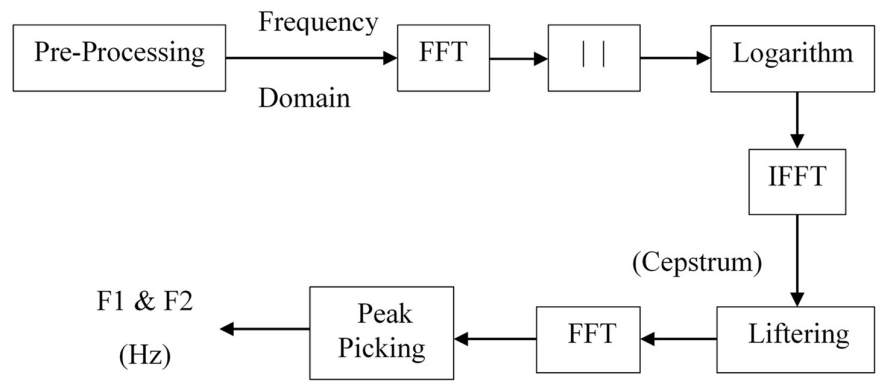 Frequency
Pre-Processing
FFT
| |
Logarithm
Domain
IFFT
(Cepstrum)
Liftering
FFT
Peak
Picking
F1 & F2
(Hz)